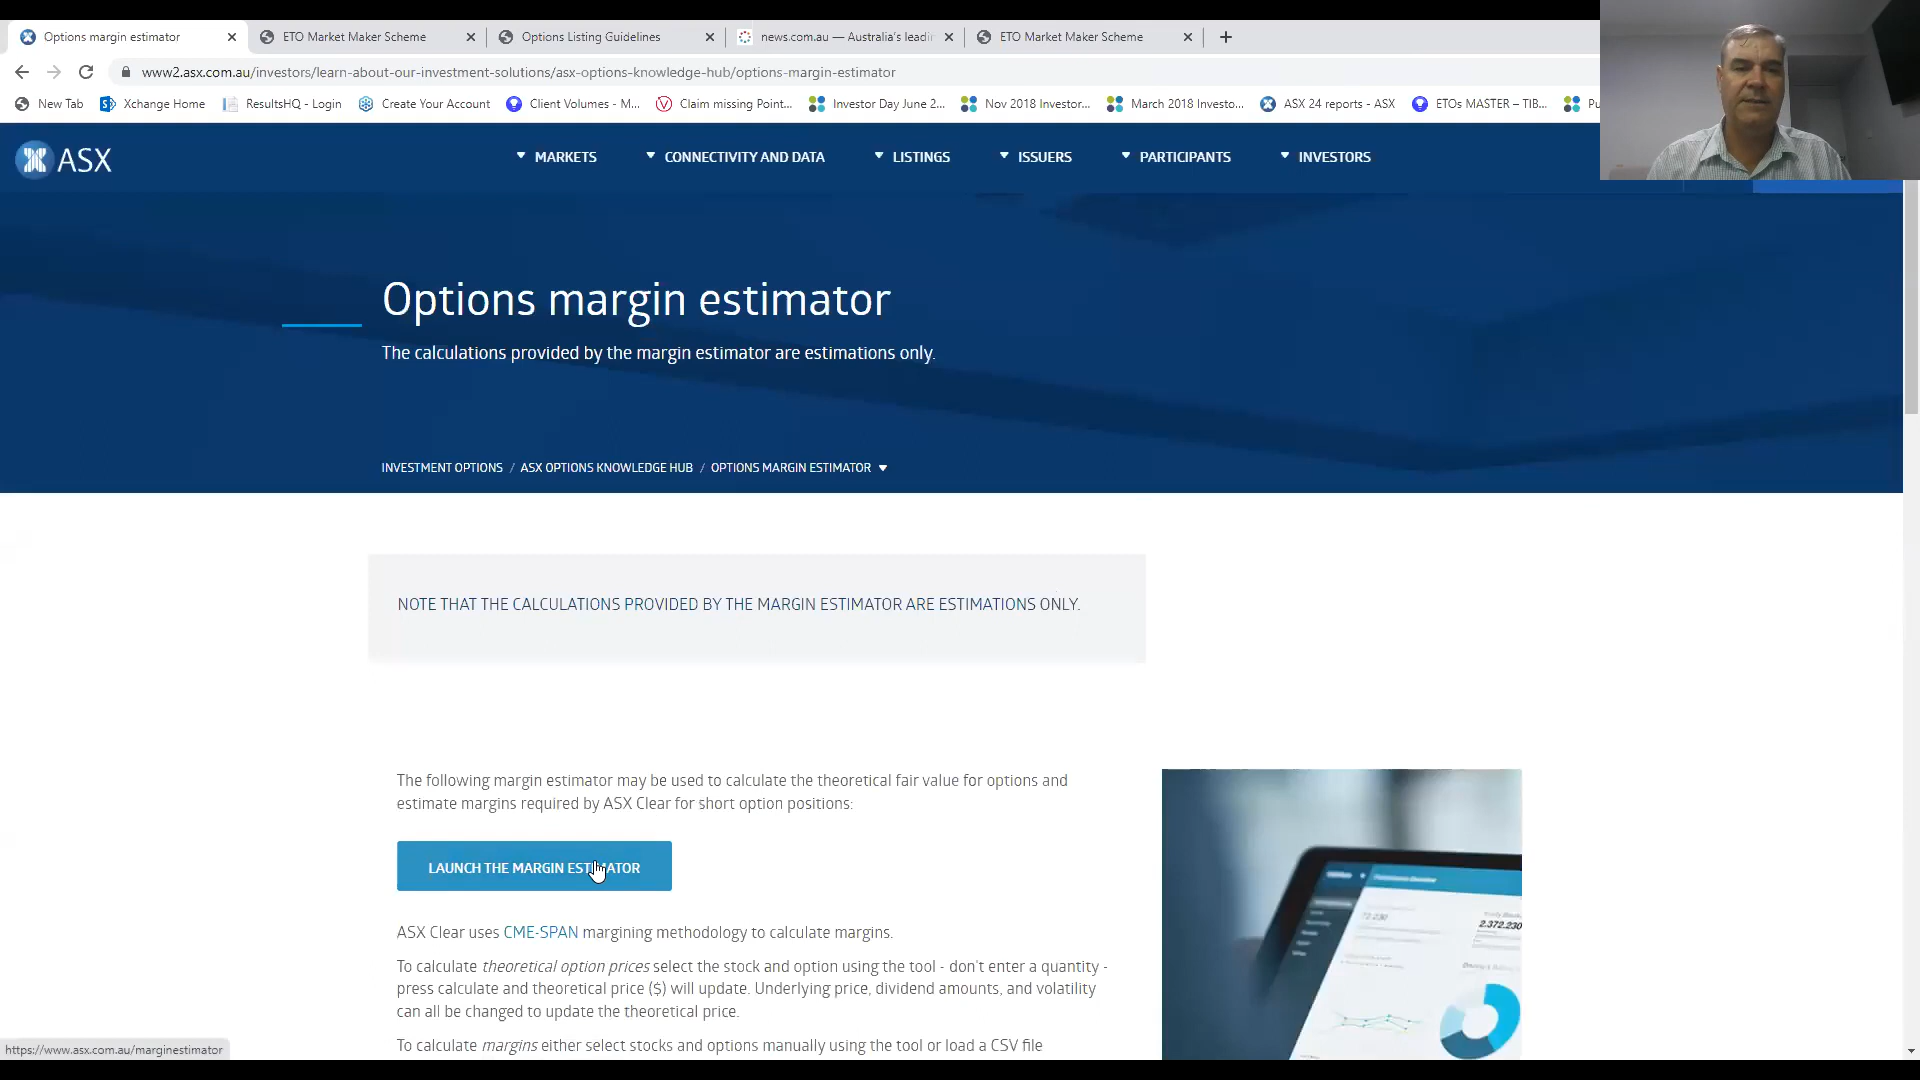 Options margin estimator
ETO Market Maker Scheme
Options Listing Guidelines
news.com.au — Australia's leadi
ETO Market Maker Scheme
www2.asx.com.au/investors/learn-about-our-investment-solutions/asx-options-knowledge-hub/options-margin-estimator
New Tab
Xchange Home
ResultsHQ - Login
Create Your Account
Client Volumes - M...
Claim missing Point...
Investor Day June 2...
Nov 2018 Investor...
March 2018 Investo...
ASX 24 reports - ASX
ETOs MASTER – TIB...
ASX
MARKETS
CONNECTIVITY AND DATA
LISTINGS
ISSUERS
PARTICIPANTS
INVESTORS
Options margin estimator
The calculations provided by the margin estimator are estimations only.
INVESTMENT OPTIONS / ASX OPTIONS KNOWLEDGE HUB / OPTIONS MARGIN ESTIMATOR
NOTE THAT THE CALCULATIONS PROVIDED BY THE MARGIN ESTIMATOR ARE ESTIMATIONS ONLY.
The following margin estimator may be used to calculate the theoretical fair value for options and
estimate margins required by ASX Clear for short option positions:
LAUNCH THE MARGIN ESTIMATOR
ASX Clear uses CME-SPAN margining methodology to calculate margins.
To calculate theoretical option prices select the stock and option using the tool - don't enter a quantity -
press calculate and theoretical price ($) will update. Underlying price, dividend amounts, and volatility
can all be changed to update the theoretical price.
To calculate margins either select stocks and options manually using the tool or load a CSV file
2.372.230
https://www.asx.com.au/marginestimator